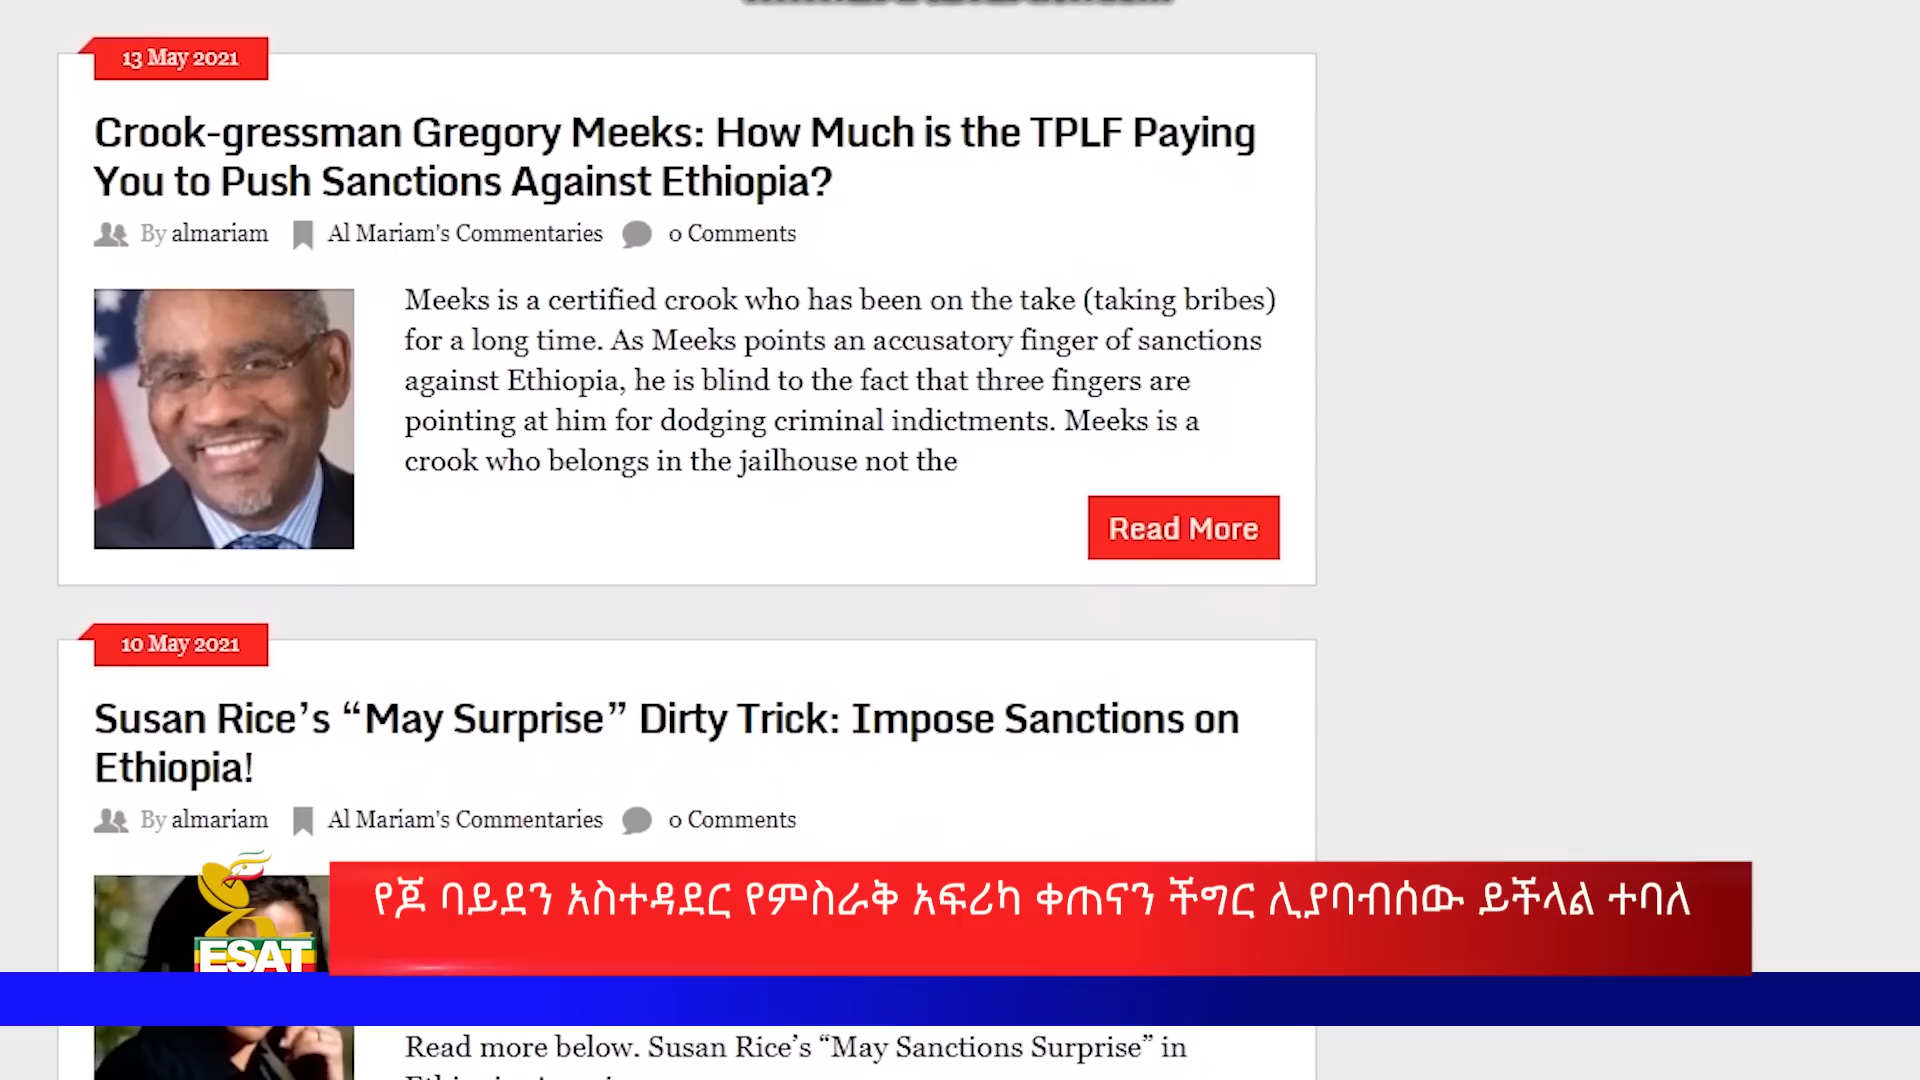 13 May 2021
Crook-gressman Gregory Meeks: How Much is the TPLF Paying
You to Push Sanctions Against Ethiopia?
By almariam Al Mariam's Commentaries 0 Comments
Meeks is a certified crook who has been on the take (taking bribes)
for a long time. As Meeks points an accusatory finger of sanctions
against Ethiopia, he is blind to the fact that three fingers are
pointing at him for dodging criminal indictments. Meeks is a
crook who belongs in the jailhouse not the
Read More
10 May 2021
Susan Rice’s “May Surprise” Dirty Trick: Impose Sanctions on
Ethiopia!
By almariam Al Mariam's Commentaries 0 Comments
የጆ ባይደን አስተዳደር የምስራቅ አፍሪካ ቀጠናን ችግር ሊያባብሰው ይችላል ተባለ
ESAT
Read more below. Susan Rice’s “May Sanctions Surprise” in